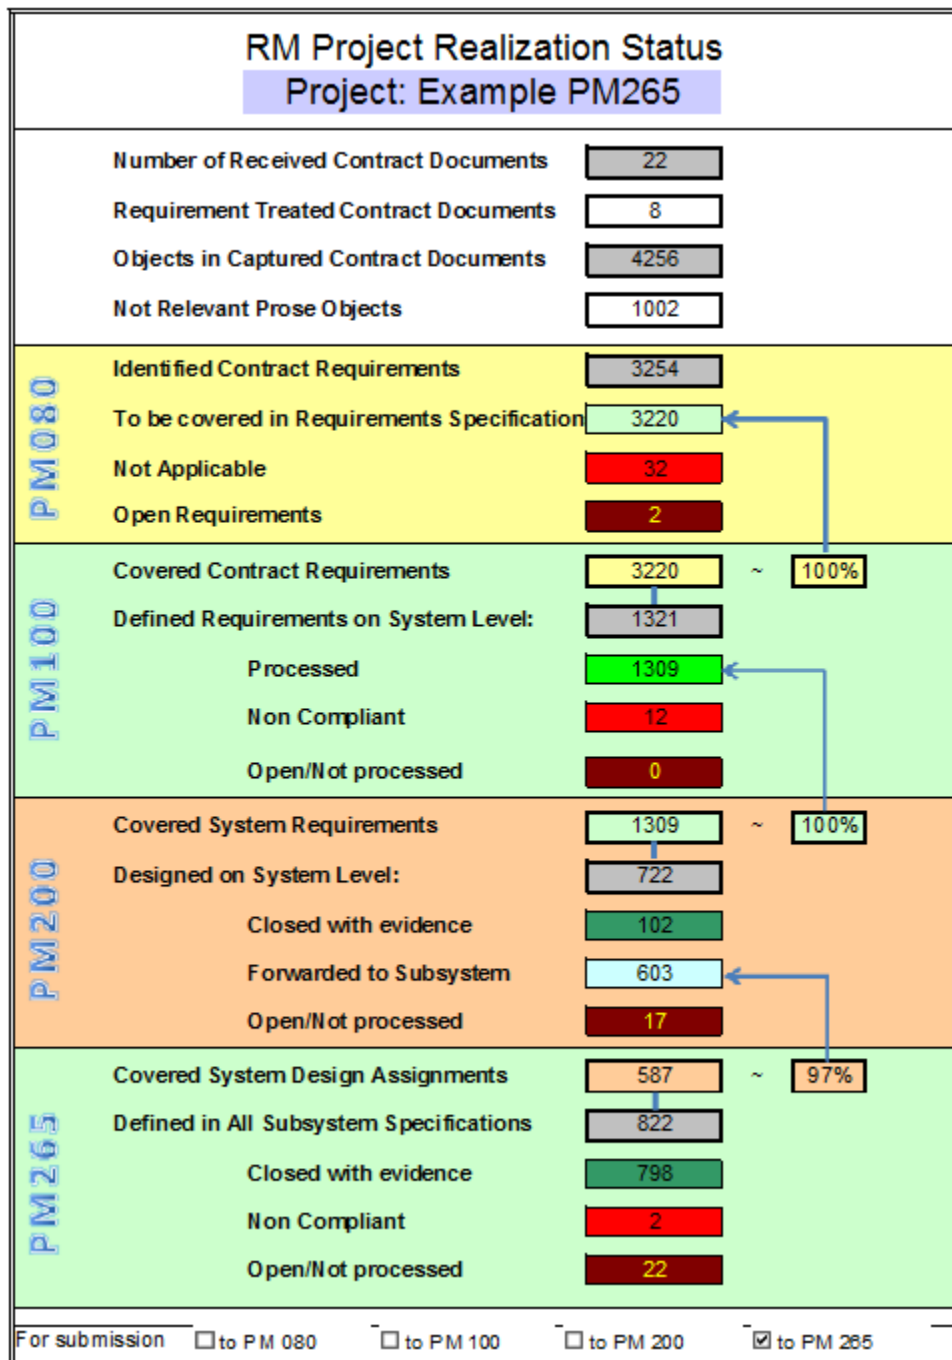 RM Project Realization Status
Project: Example PM265
Number of Received Contract Documents 22
Requirement Treated Contract Documents 8
Objects in Captured Contract Documents 4256
Not Relevant Prose Objects 1002
PM080
Identified Contract Requirements 3254
To be covered in Requirements Specification 3220
Not Applicable 32
Open Requirements 2
PM100
Covered Contract Requirements 3220 ~ 100%
Defined Requirements on System Level: 1321
Processed 1309
Non Compliant 12
Open/Not processed 0
PM200
Covered System Requirements 1309 ~ 100%
Designed on System Level: 722
Closed with evidence 102
Forwarded to Subsystem 603
Open/Not processed 17
PM265
Covered System Design Assignments 587 ~ 97%
Defined in All Subsystem Specifications 822
Closed with evidence 798
Non Compliant 2
Open/Not processed 22
For submission ☐ to PM 080 ☐ to PM 100 ☐ to PM 200 ☑ to PM 265